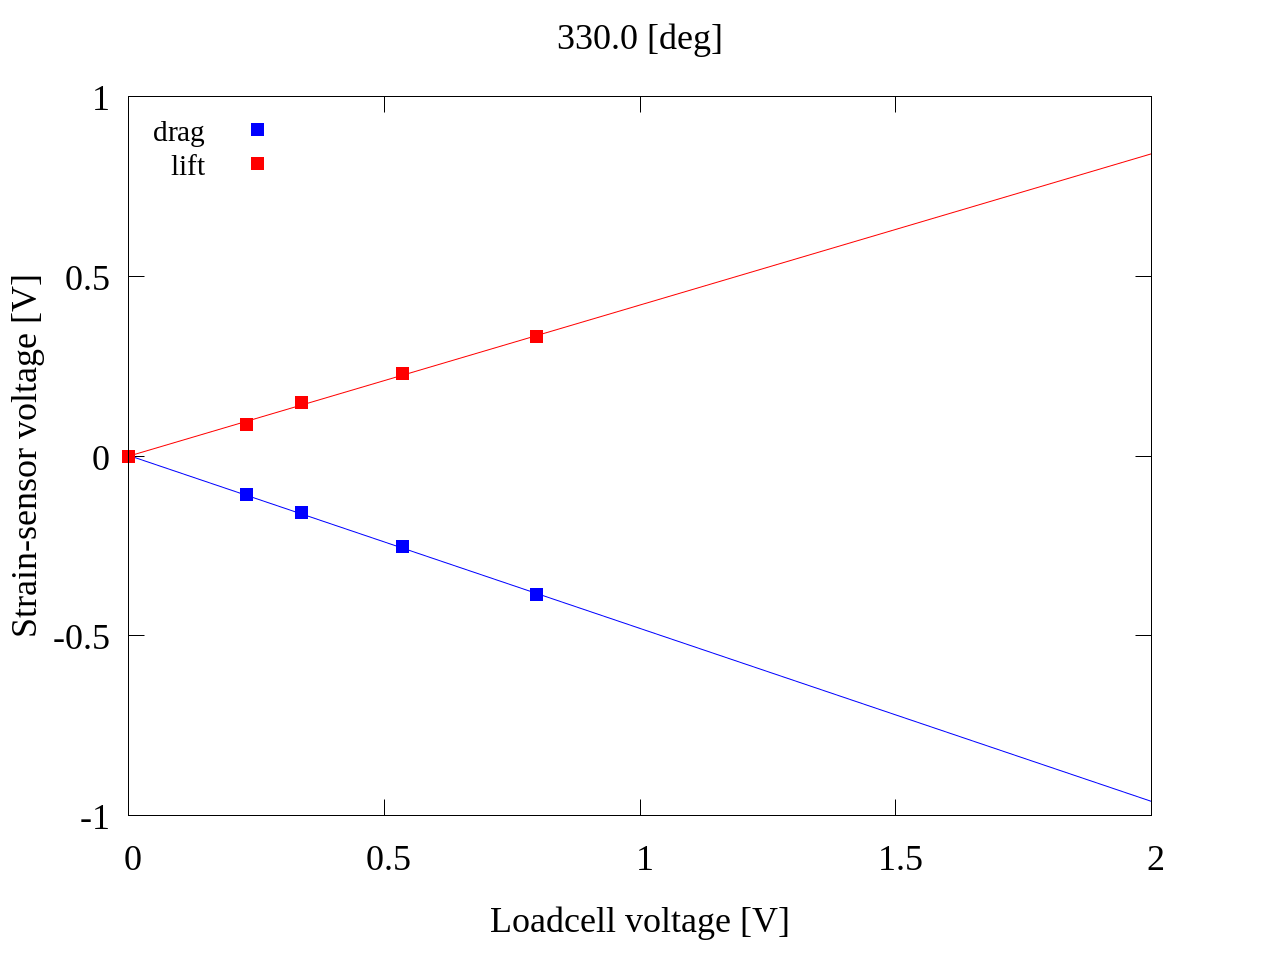 330.0 [deg]
1
drag
lift
0.5
0
-0.5
-1
Strain-sensor voltage [V]
0 0.5 1 1.5 2
Loadcell voltage [V]